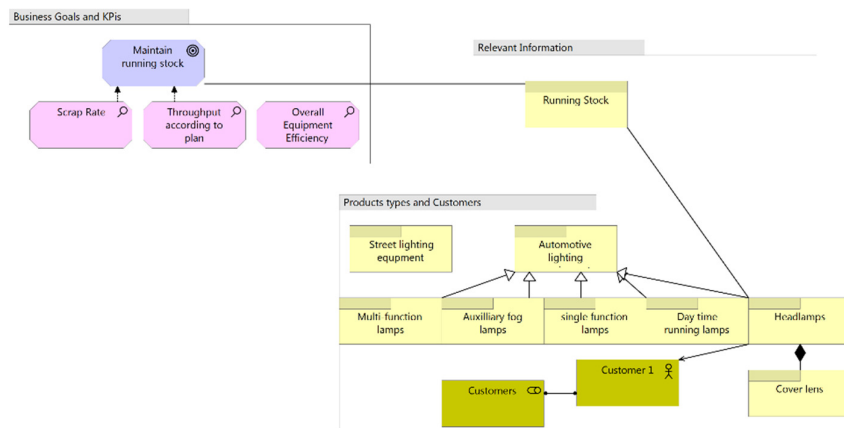 Business Goals and KPis
Maintain
running stock
Scrap Rate
Throughput
according to
plan
Overall
Equipment
Efficiency
Relevant Information
Running Stock
Products types and Customers
Street lighting
equpment
Automotive
lighting
Multi-function
lamps
Auxilliary fog
lamps
single function
lamps
Day time
running lamps
Headlamps
Customers
Customer 1
Cover lens